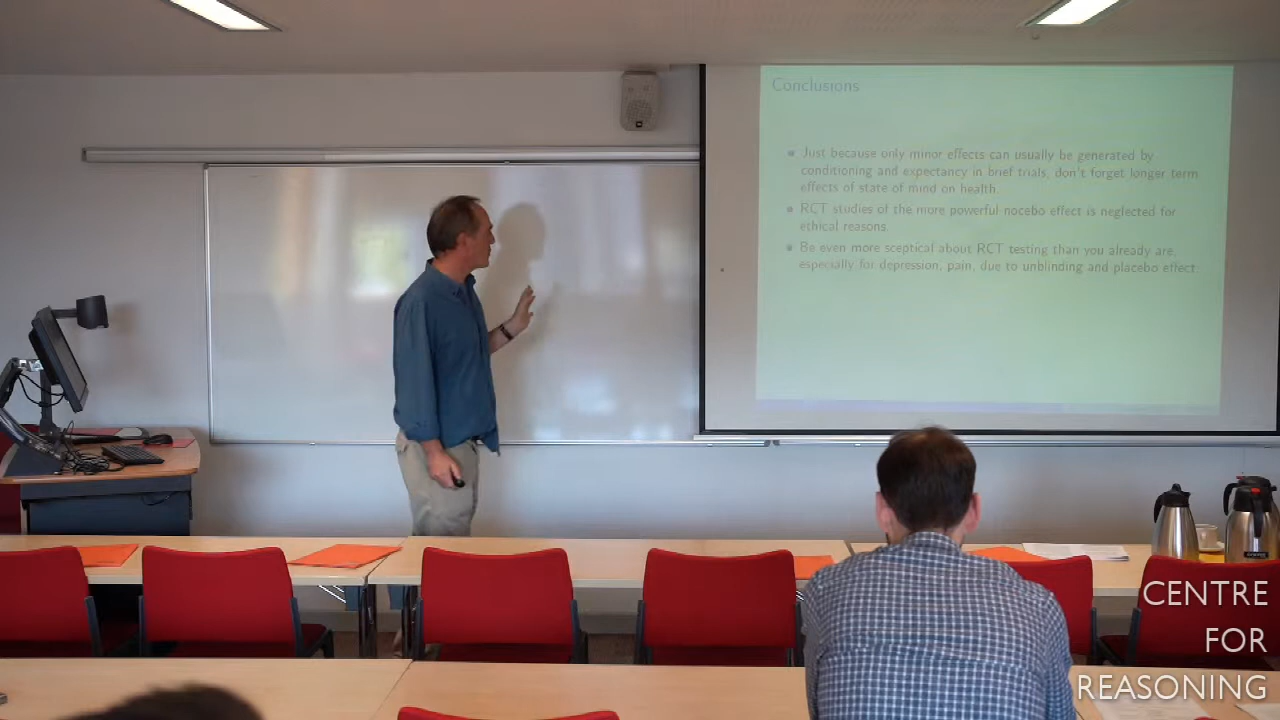 Conclusions
Just because only minor effects can usually be generated by
conditioning and expectancy in brief trials, don't forget longer term
effects of state of mind on health.
RCT studies of the more powerful nocebo effect is neglected for
ethical reasons.
Be even more sceptical about RCT testing than you already are,
especially for depression, pain, due to unblinding and placebo effect
CENTRE
FOR
REASONING